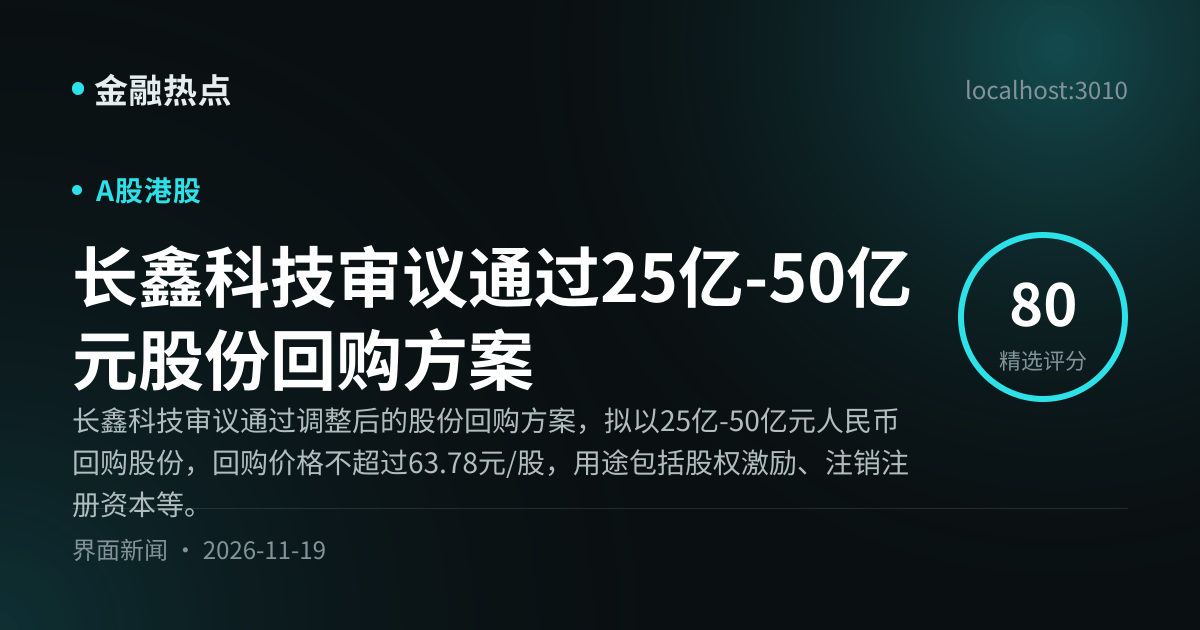 金融热点
localhost:3010
A股港股
长鑫科技审议通过25亿-50亿
元股份回购方案
80
精选评分
长鑫科技审议通过调整后的股份回购方案，拟以25亿-50亿元人民币
回购股份，回购价格不超过63.78元/股，用途包括股权激励、注销注
册资本等。
界面新闻 · 2026-11-19